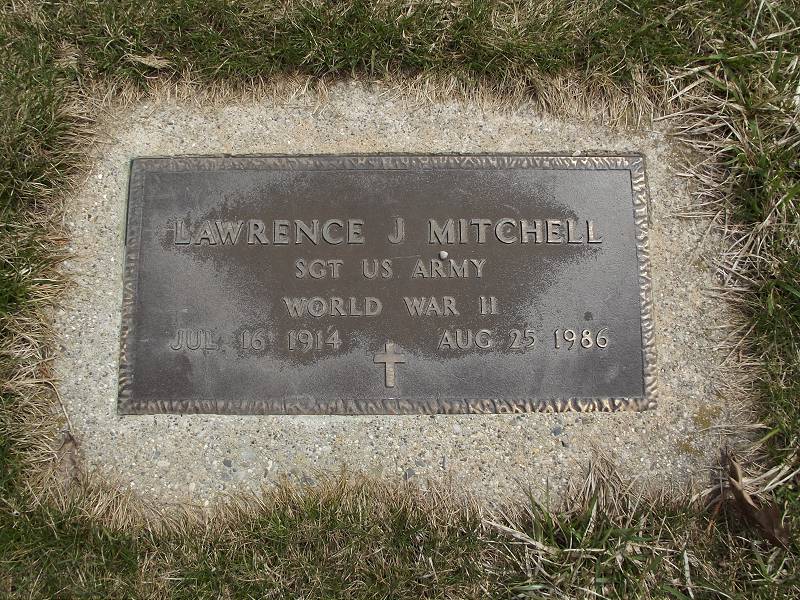 LAWRENCE J MITCHELL
SGT US ARMY
WORLD WAR II
JUL 16 1914 AUG 25 1986